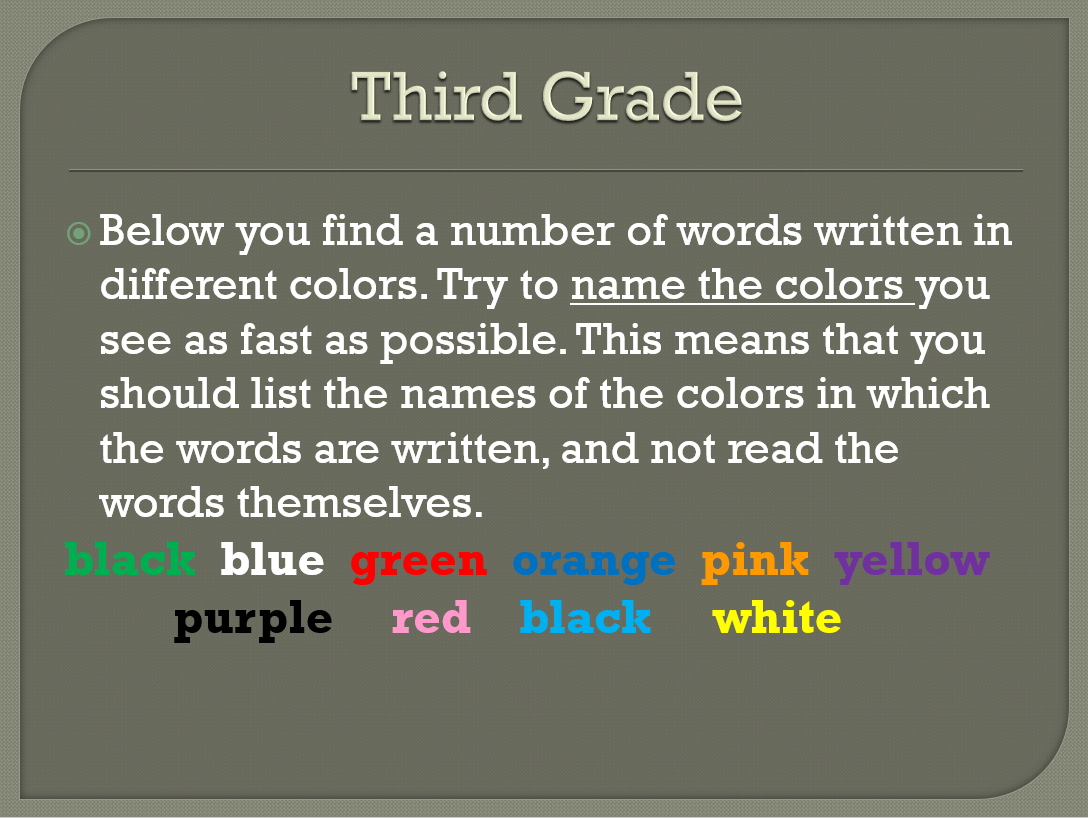 Third Grade
Below you find a number of words written in
different colors. Try to name the colors you
see as fast as possible. This means that you
should list the names of the colors in which
the words are written, and not read the
words themselves.
black blue green orange pink yellow
purple red black white